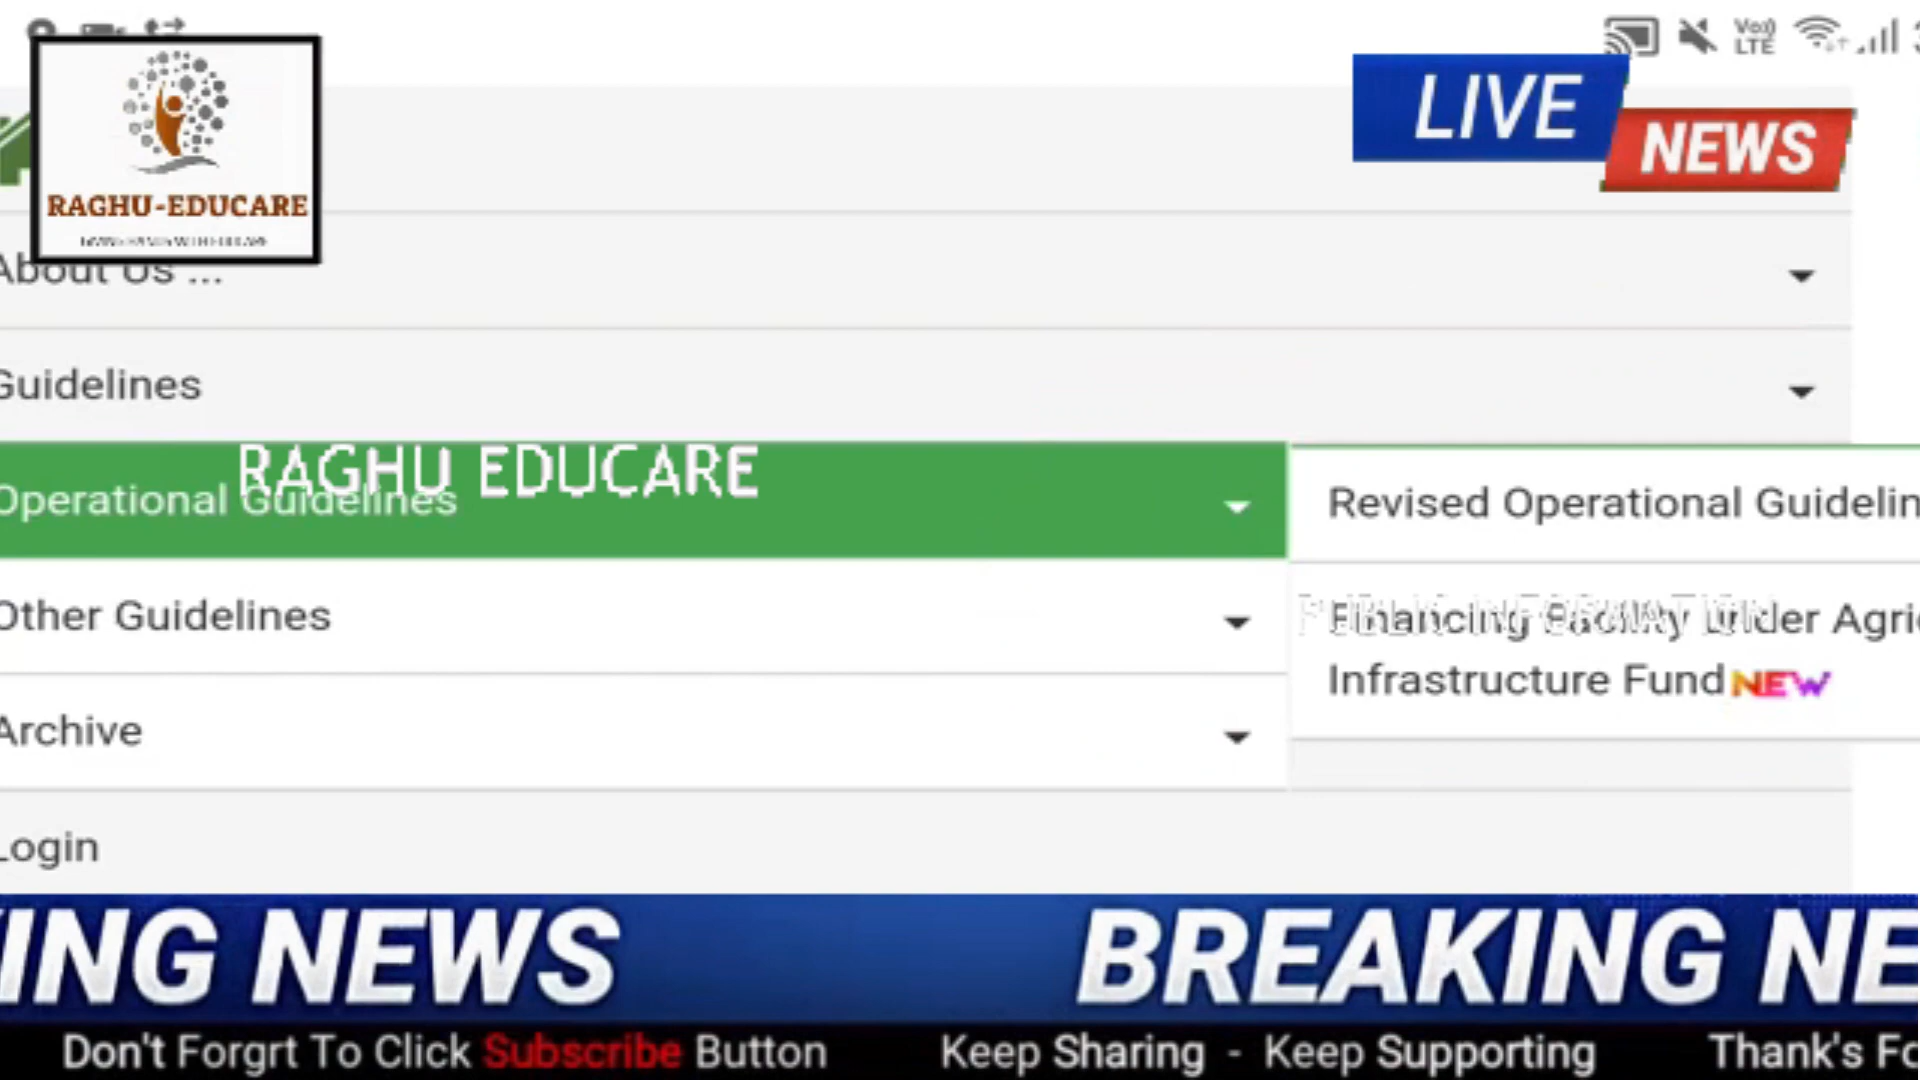 Vo))
LTE
LIVE
NEWS
RAGHU-EDUCARE
About Us ...
Guidelines
RAGHU EDUCARE
Operational Guidelines
Revised Operational Guidelin
Other Guidelines
Financing Facility under Agri
Infrastructure Fund NEW
Archive
Login
ING NEWS BREAKING NE
Don't Forgrt To Click Subscribe Button Keep Sharing - Keep Supporting Thank's Fo